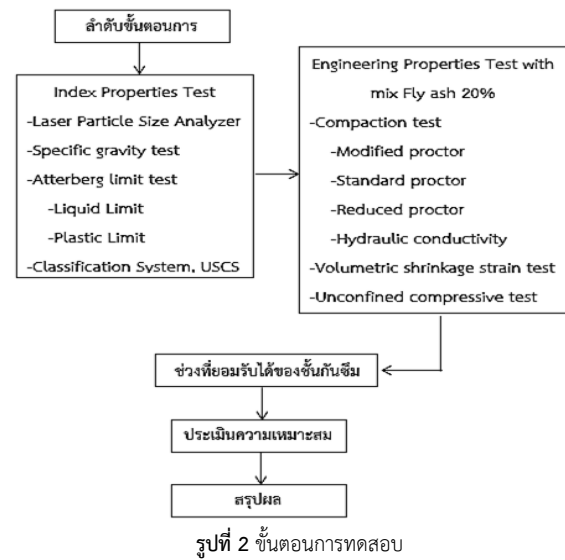 ลำดับขั้นตอนการ
Index Properties Test
-Laser Particle Size Analyzer
-Specific gravity test
-Atterberg limit test
-Liquid Limit
-Plastic Limit
-Classification System, USCS
Engineering Properties Test with
mix Fly ash 20%
-Compaction test
-Modified proctor
-Standard proctor
-Reduced proctor
-Hydraulic conductivity
-Volumetric shrinkage strain test
-Unconfined compressive test
ช่วงที่ยอมรับได้ของชั้นกันซึม
ประเมินความเหมาะสม
สรุปผล
รูปที่ 2 ขั้นตอนการทดสอบ